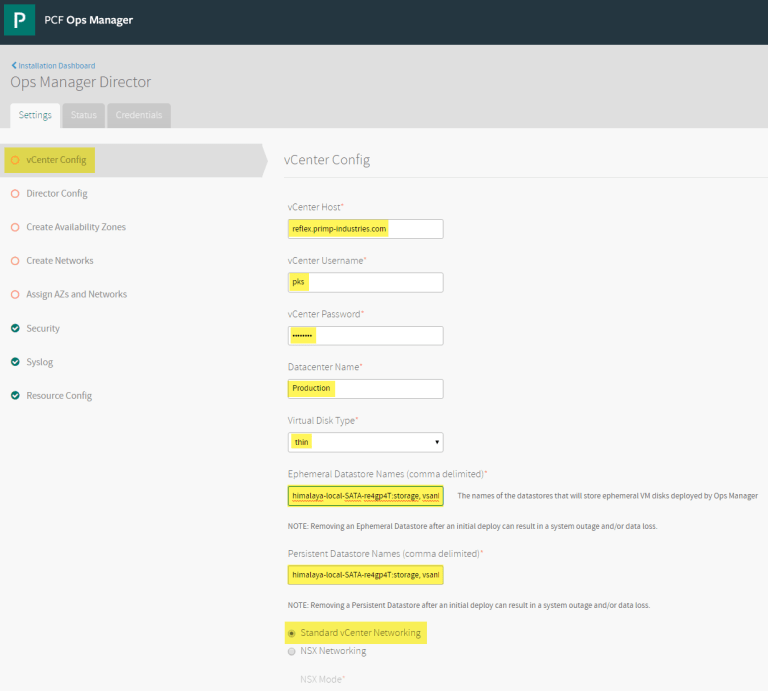 P PCF Ops Manager
Installation Dashboard
Ops Manager Director
Settings Status Credentials
vCenter Config
Director Config
Create Availability Zones
Create Networks
Assign AZs and Networks
Security
Syslog
Resource Config
vCenter Config
vCenter Host*
reflex.primp-industries.com
vCenter Username*
pks
vCenter Password*
••••••••
Datacenter Name*
Production
Virtual Disk Type*
thin
Ephemeral Datastore Names (comma delimited)*
himalaya-local-SATA-re4gp4T:storage, vsanl
The names of the datastores that will store ephemeral VM disks deployed by Ops Manager
NOTE: Removing an Ephemeral Datastore after an initial deploy can result in a system outage and/or data loss.
Persistent Datastore Names (comma delimited)*
himalaya-local-SATA-re4gp4T:storage, vsanl
NOTE: Removing a Persistent Datastore after an initial deploy can result in a system outage and/or data loss.
Standard vCenter Networking
NSX Networking
NSX Mode*